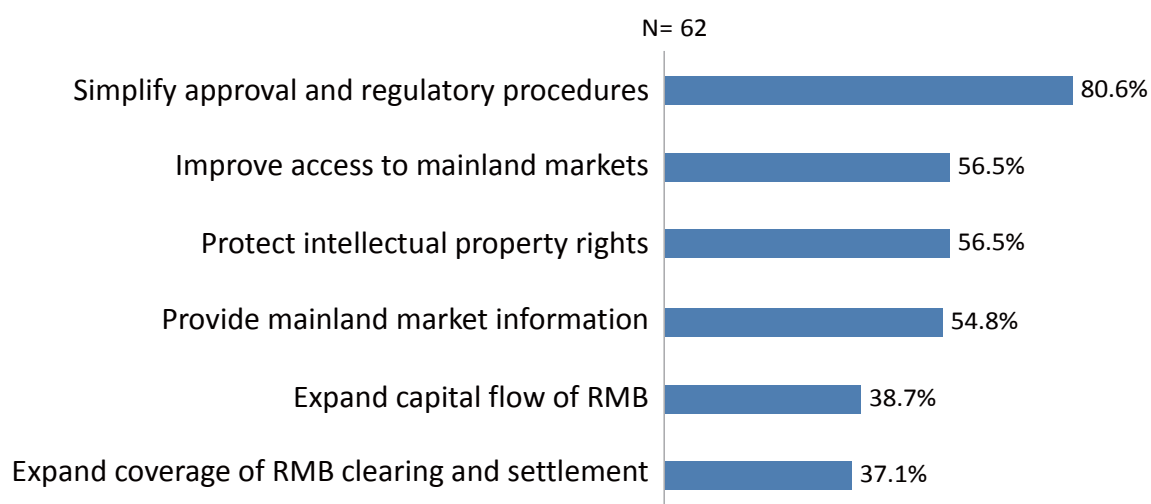 N= 62
Simplify approval and regulatory procedures 80.6%
Improve access to mainland markets 56.5%
Protect intellectual property rights 56.5%
Provide mainland market information 54.8%
Expand capital flow of RMB 38.7%
Expand coverage of RMB clearing and settlement 37.1%